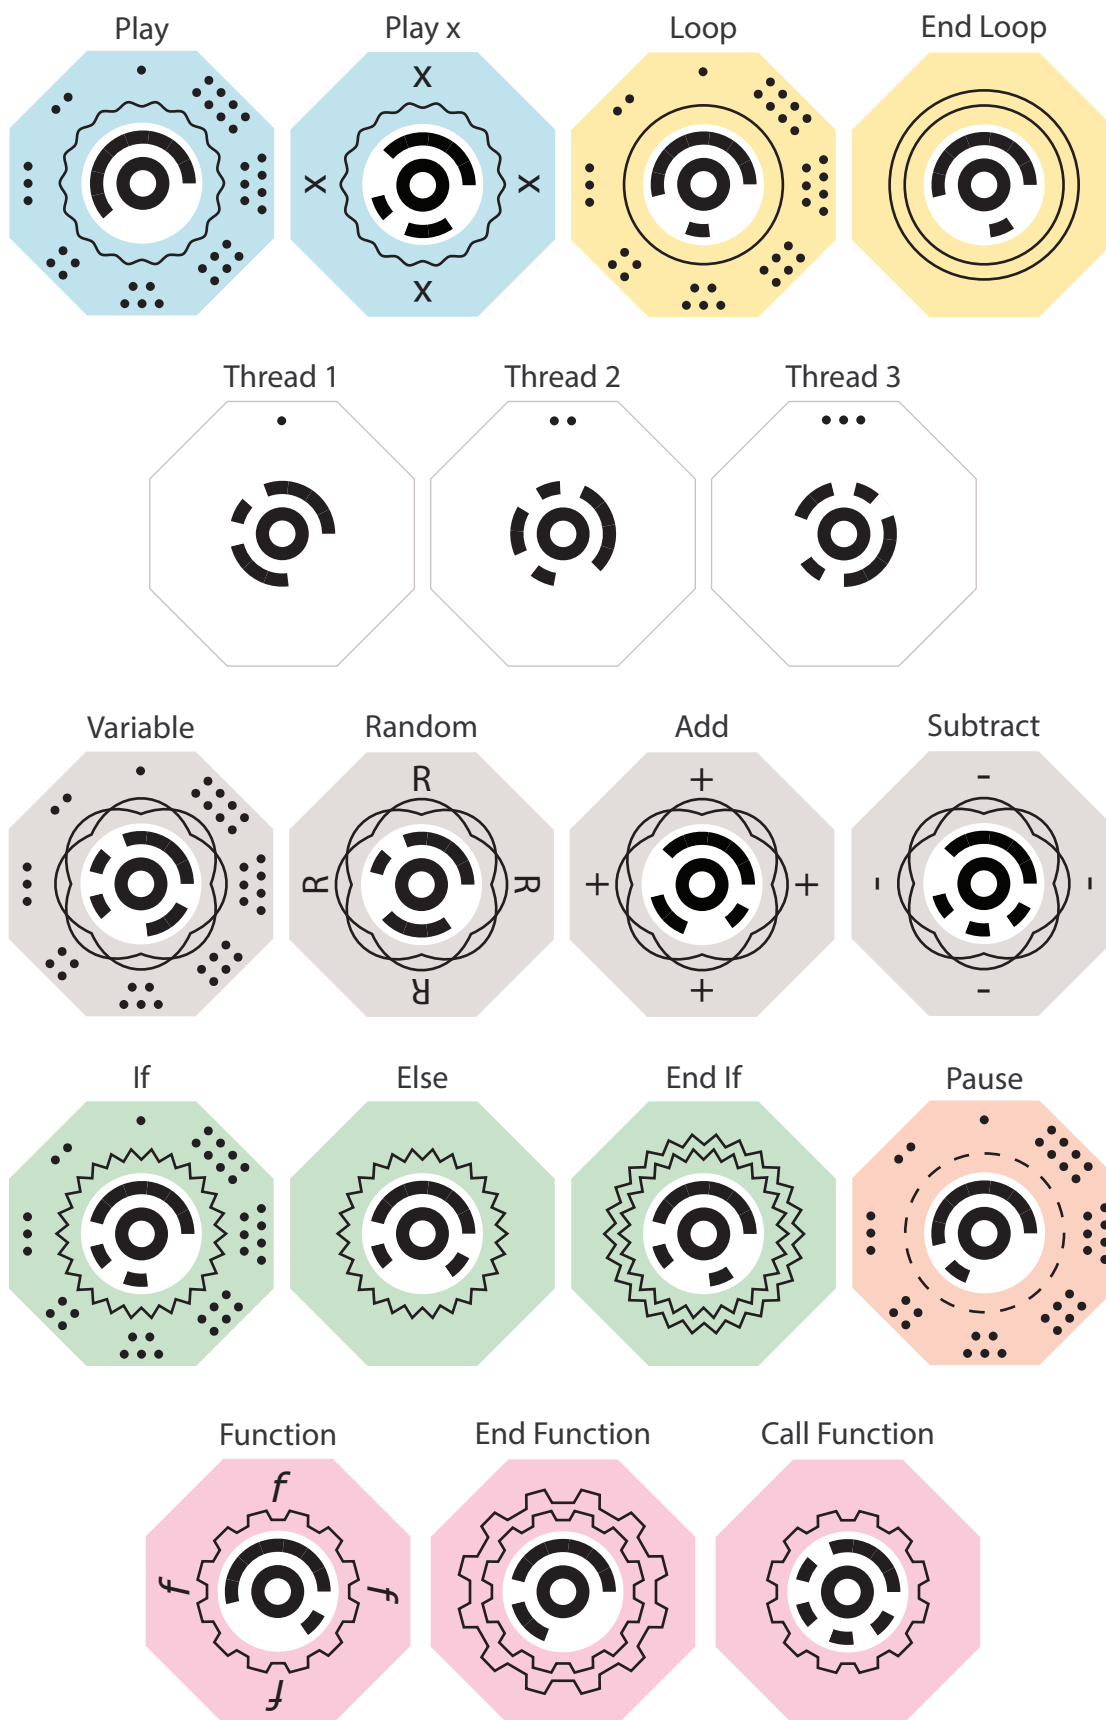 Play Play x Loop End Loop
X
X X
X
Thread 1 Thread 2 Thread 3
Variable Random Add Subtract
R + -
R R + + - -
R + -
If Else End If Pause
Function End Function Call Function
f
f f
f